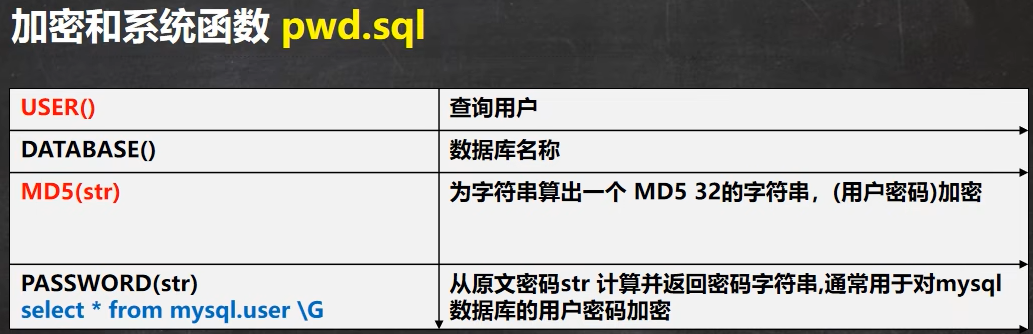 加密和系统函数 pwd.sql
USER()
查询用户
DATABASE()
数据库名称
MD5(str)
为字符串算出一个 MD5 32的字符串，(用户密码)加密
PASSWORD(str)
select * from mysql.user \G
从原文密码str 计算并返回密码字符串,通常用于对mysql
数据库的用户密码加密